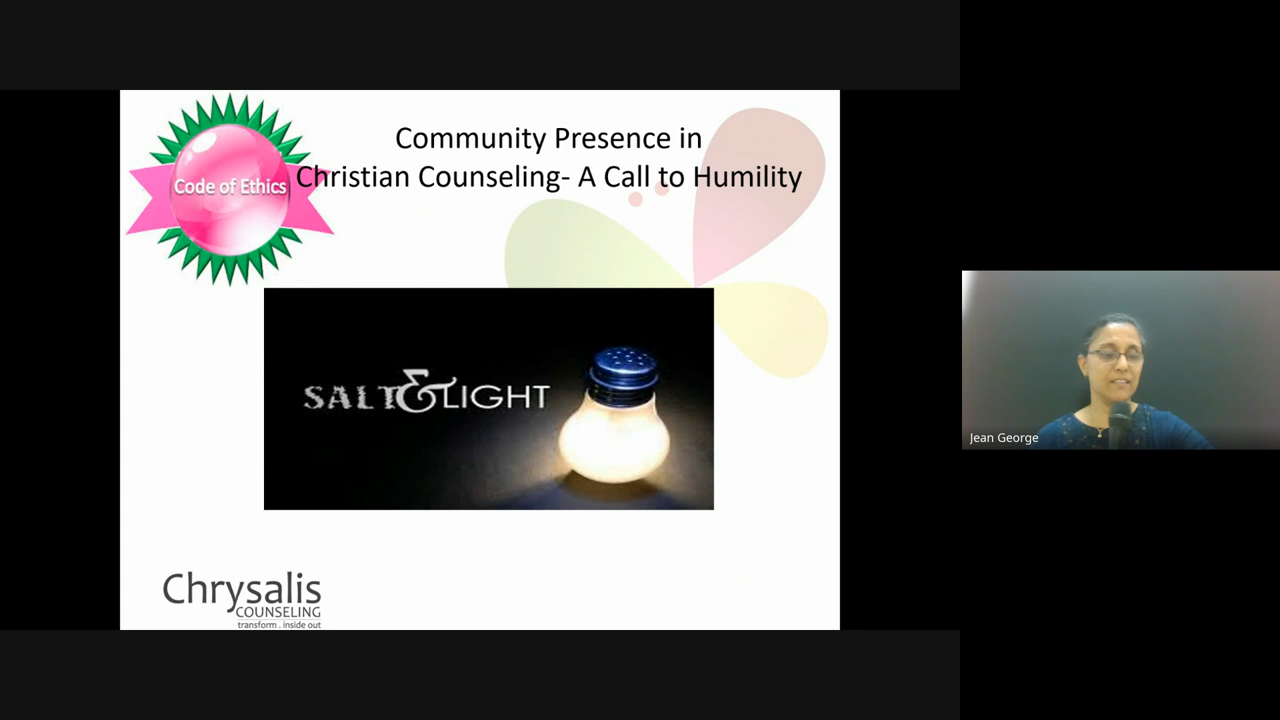 Code of Ethics
Community Presence in
Christian Counseling- A Call to Humility
SALT & LIGHT
Chrysalis
COUNSELING
transform . inside out
Jean George